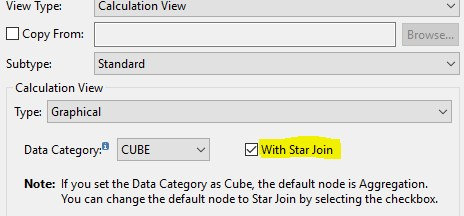 View Type: Calculation View
Copy From: Browse...
Subtype: Standard
Calculation View
Type: Graphical
Data Category: CUBE With Star Join
Note: If you set the Data Category as Cube, the default node is Aggregation.
You can change the default node to Star Join by selecting the checkbox.